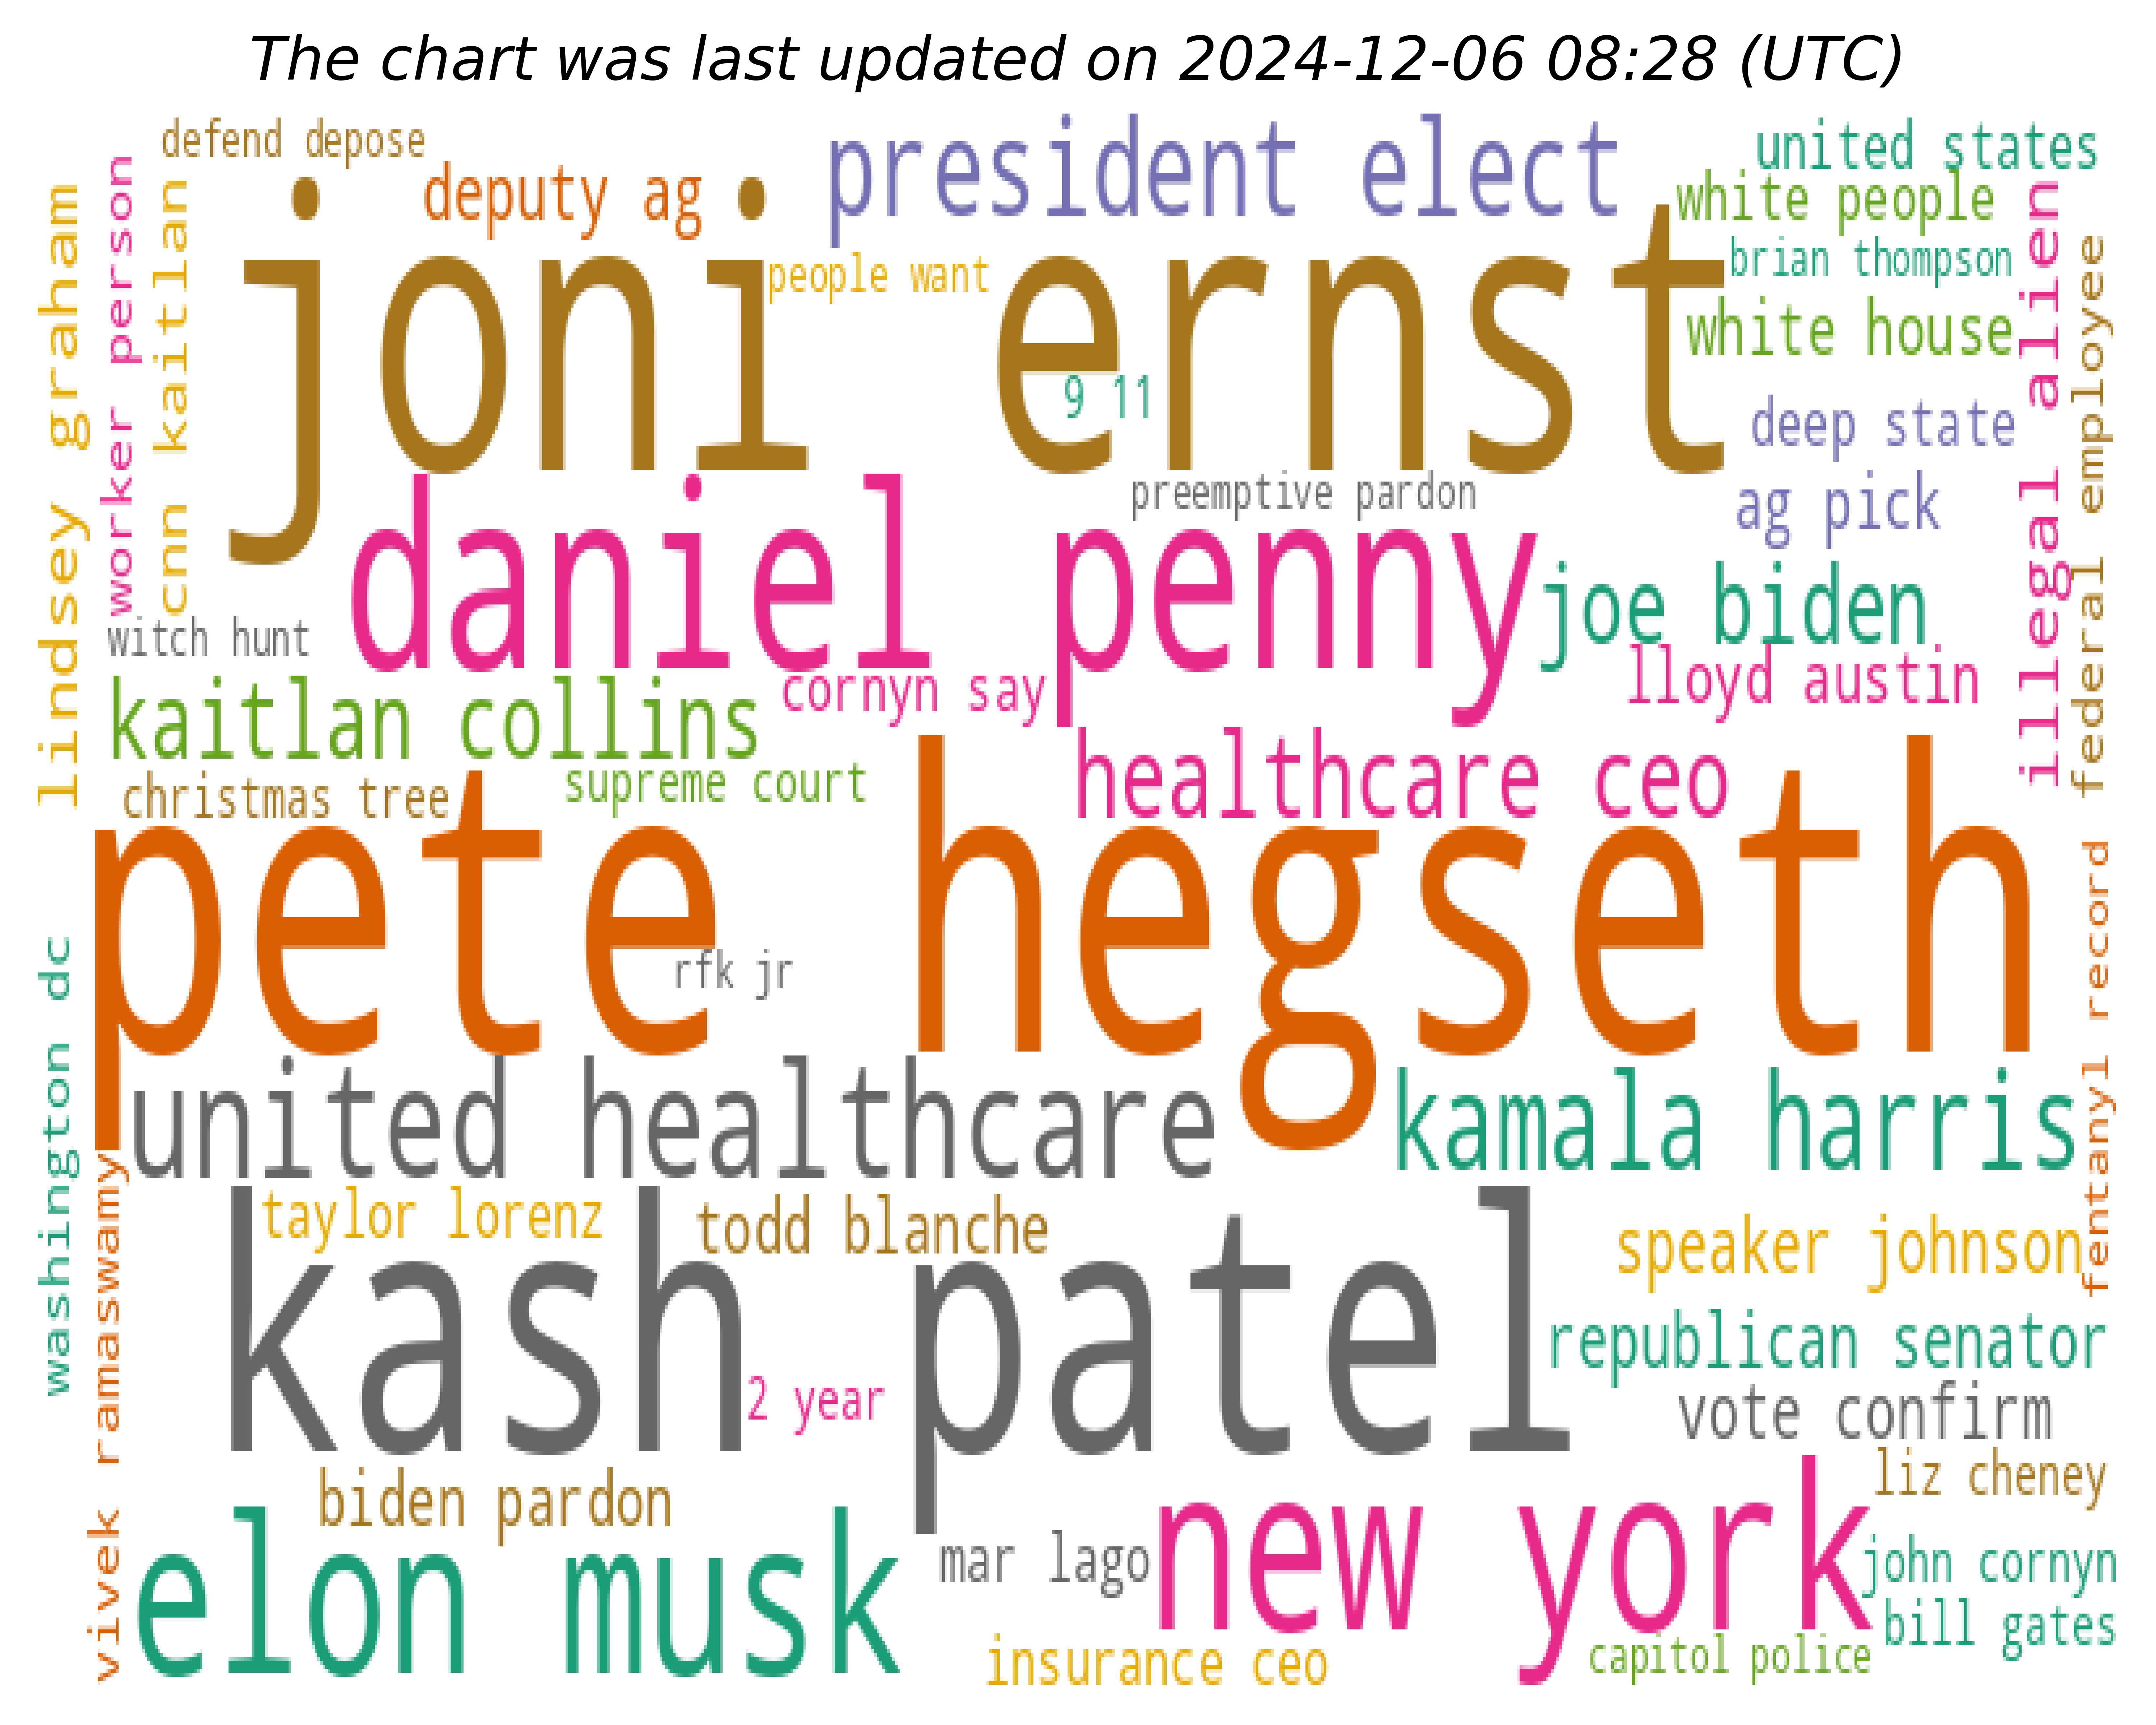 The chart was last updated on 2024-12-06 08:28 (UTC)
defend depose
president elect
united states
deputy ag
white people
lindsey graham
worker person
cnn kaitlan
joni ernst
people want
brian thompson
illegal alien
federal employee
white house
9 11
deep state
preemptive pardon
ag pick
daniel penny
joe biden
witch hunt
lloyd austin
kaitlan collins
cornyn say
healthcare ceo
christmas tree
supreme court
pete hegseth
rfk jr
fentanyl record
washington dc
united healthcare
kamala harris
taylor lorenz
todd blanche
speaker johnson
vivek ramaswamy
kash patel
republican senator
2 year
vote confirm
liz cheney
biden pardon
new york
elon musk
mar lago
john cornyn
bill gates
insurance ceo
capitol police